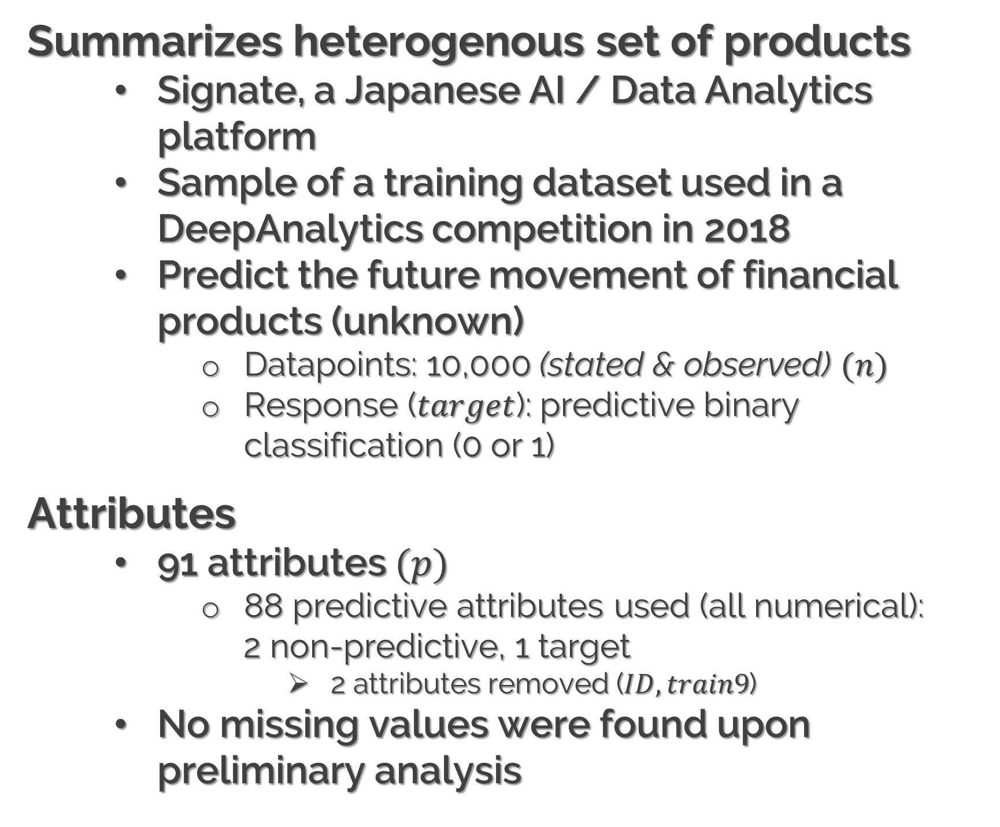 Summarizes heterogenous set of products
• Signate, a Japanese AI / Data Analytics
platform
• Sample of a training dataset used in a
DeepAnalytics competition in 2018
• Predict the future movement of financial
products (unknown)
o Datapoints: 10,000 (stated & observed) (n)
o Response (target): predictive binary
classification (0 or 1)
Attributes
• 91 attributes (p)
o 88 predictive attributes used (all numerical):
2 non-predictive, 1 target
➢ 2 attributes removed (ID, train9)
• No missing values were found upon
preliminary analysis